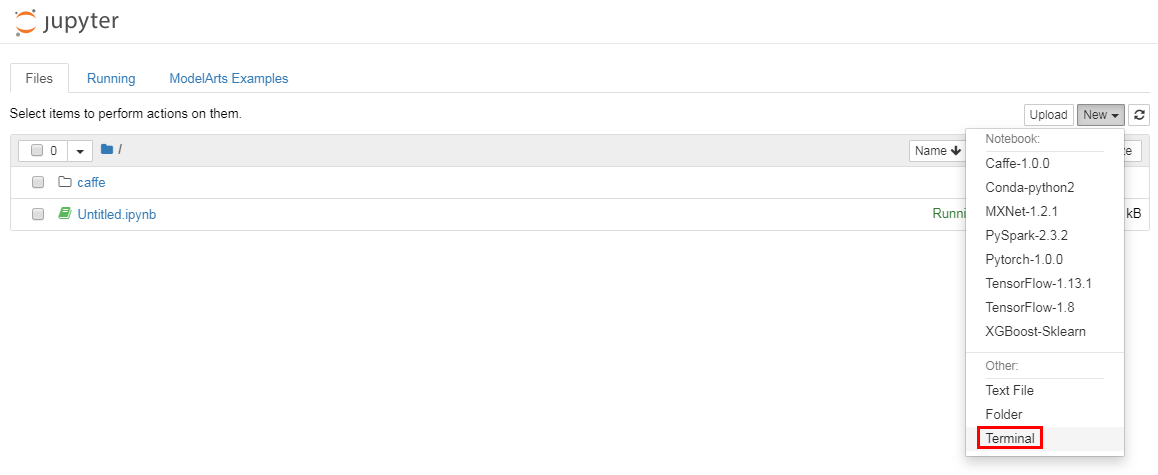 jupyter
Files Running ModelArts Examples
Select items to perform actions on them.
Upload New
0 / Name
caffe
Untitled.ipynb Runni kB
Notebook:
Caffe-1.0.0
Conda-python2
MXNet-1.2.1
PySpark-2.3.2
Pytorch-1.0.0
TensorFlow-1.13.1
TensorFlow-1.8
XGBoost-Sklearn
Other:
Text File
Folder
Terminal